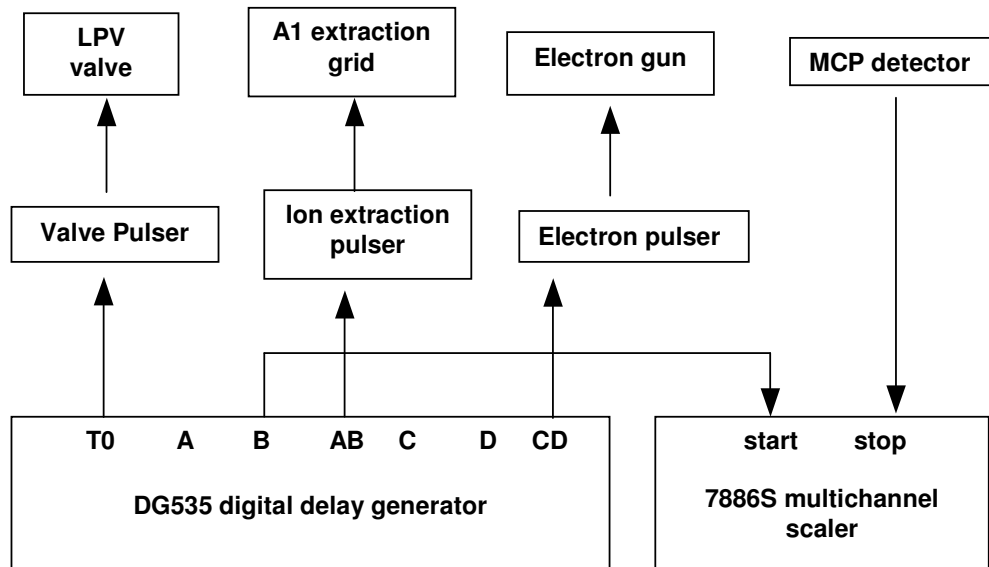 LPV
valve
A1 extraction
grid
Electron gun
MCP detector
Valve Pulser
Ion extraction
pulser
Electron pulser
T0 A B AB C D CD
DG535 digital delay generator
start stop
7886S multichannel
scaler